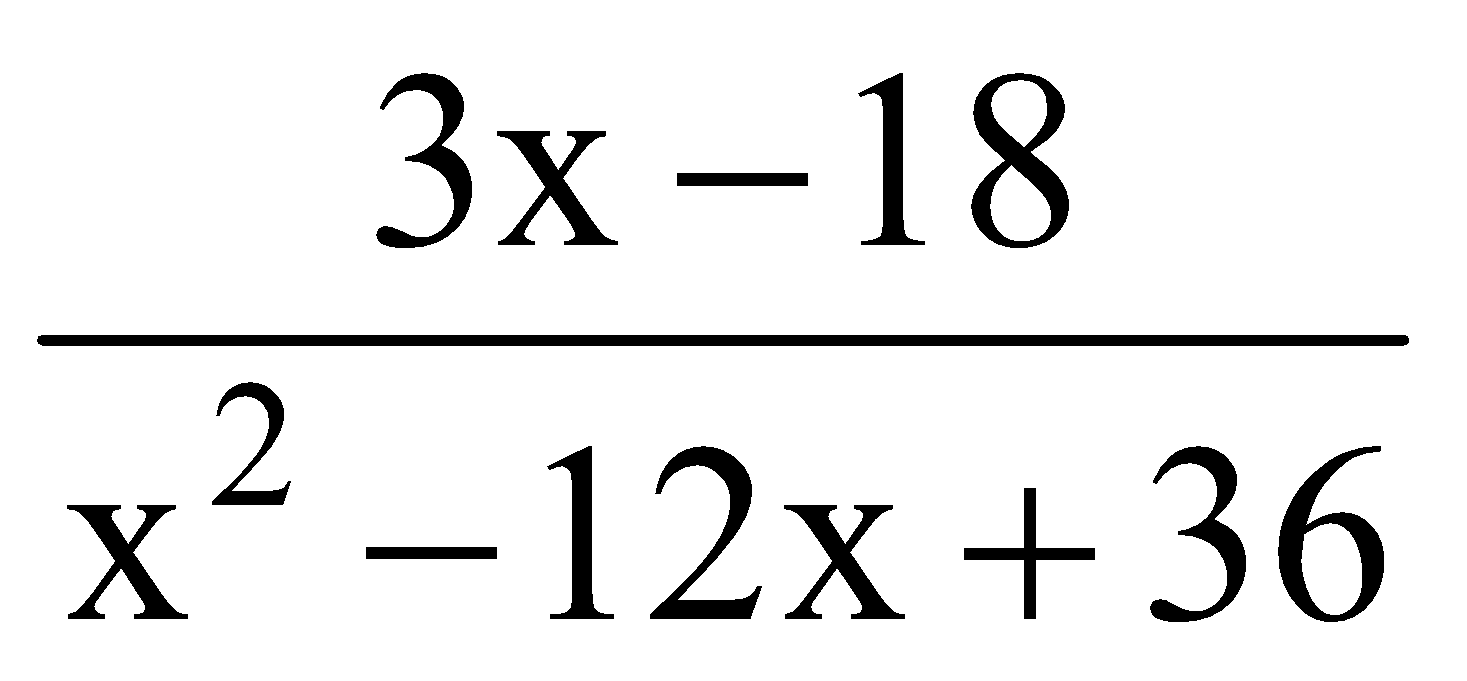 3x − 18
x² − 12x + 36